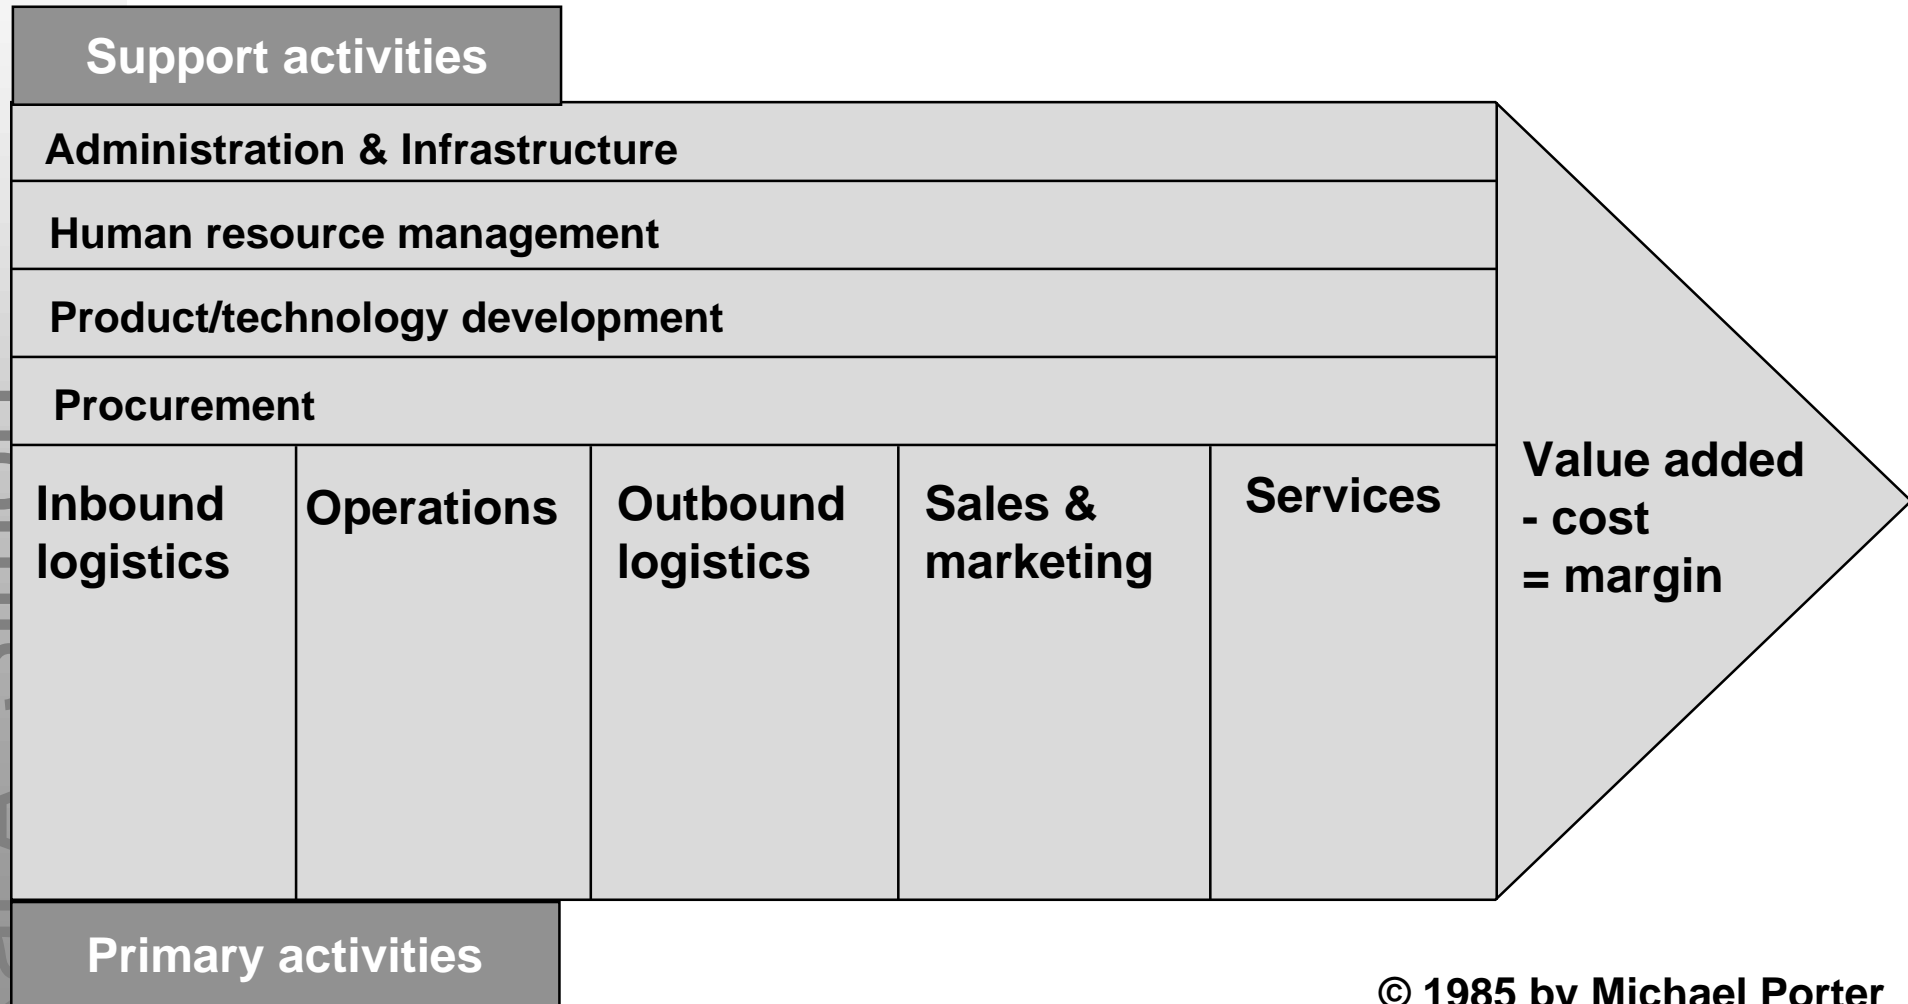 Support activities
Administration & Infrastructure
Human resource management
Product/technology development
Procurement
Inbound
logistics
Operations
Outbound
logistics
Sales &
marketing
Services
Value added
- cost
= margin
Primary activities
© 1985 by Michael Porter